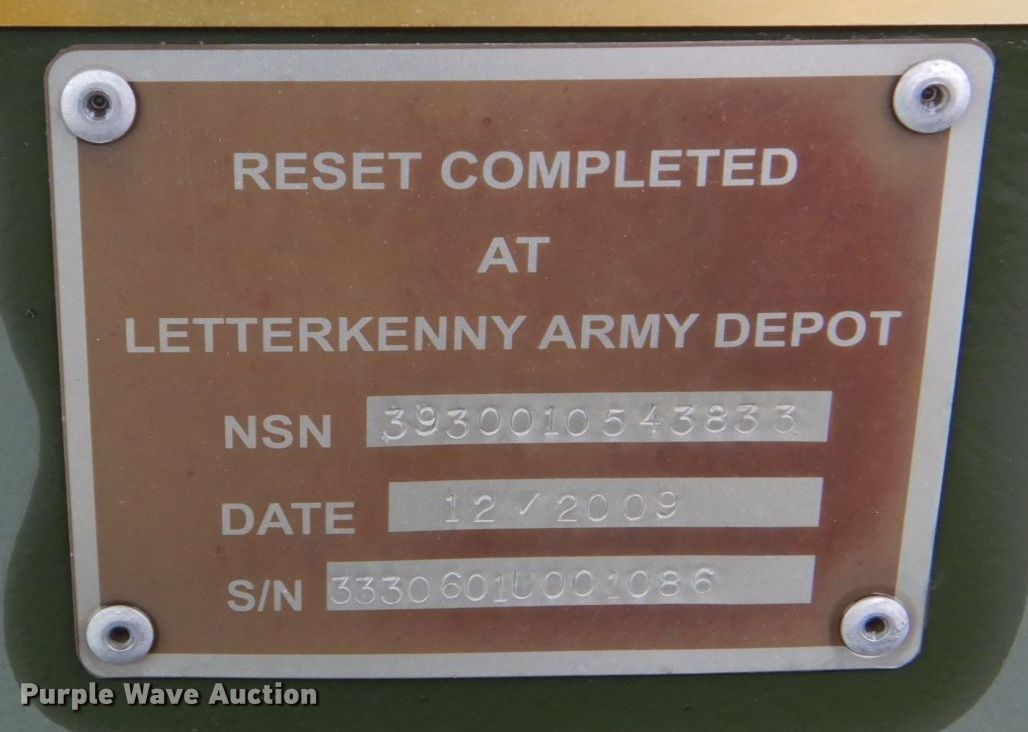 RESET COMPLETED
AT
LETTERKENNY ARMY DEPOT
NSN 3930010543833
DATE 12/2009
S/N 3330601U001086
Purple Wave Auction